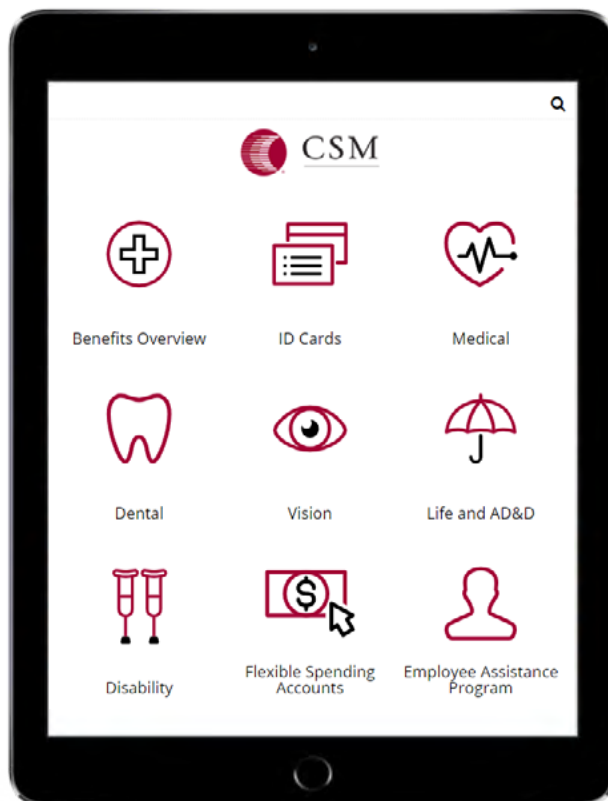 CSM
Benefits Overview
ID Cards
Medical
Dental
Vision
Life and AD&D
Disability
Flexible Spending
Accounts
Employee Assistance
Program